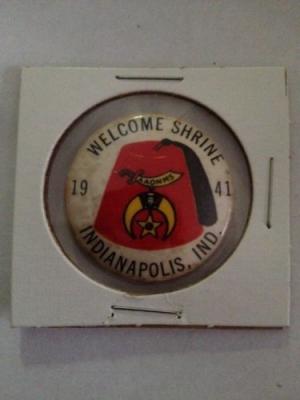 WELCOME SHRINE
19 41
A.A.O.N.M.S.
INDIANAPOLIS, IND.